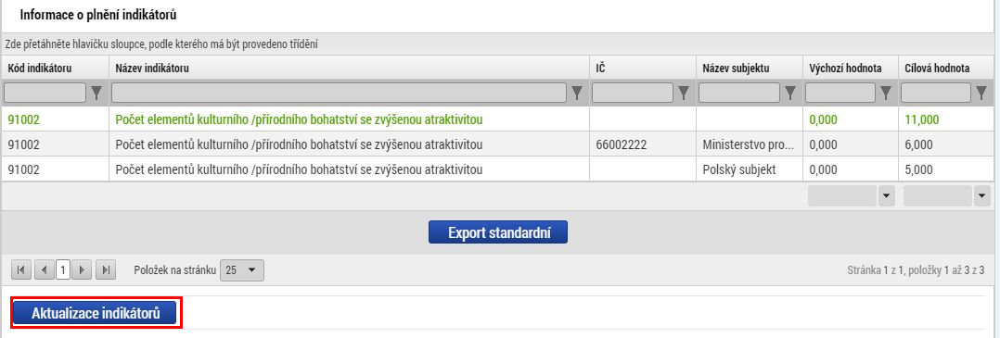 Informace o plnění indikátorů
Zde přetáhněte hlavičku sloupce, podle kterého má být provedeno třídění
Kód indikátoru Název indikátoru IČ Název subjektu Výchozí hodnota Cílová hodnota
91002 Počet elementů kulturního /přírodního bohatství se zvýšenou atraktivitou 0,000 11,000
91002 Počet elementů kulturního /přírodního bohatství se zvýšenou atraktivitou 66002222 Ministerstvo pro... 0,000 6,000
91002 Počet elementů kulturního /přírodního bohatství se zvýšenou atraktivitou Polský subjekt 0,000 5,000
Export standardní
1 Položek na stránku 25 Stránka 1 z 1, položky 1 až 3 z 3
Aktualizace indikátorů